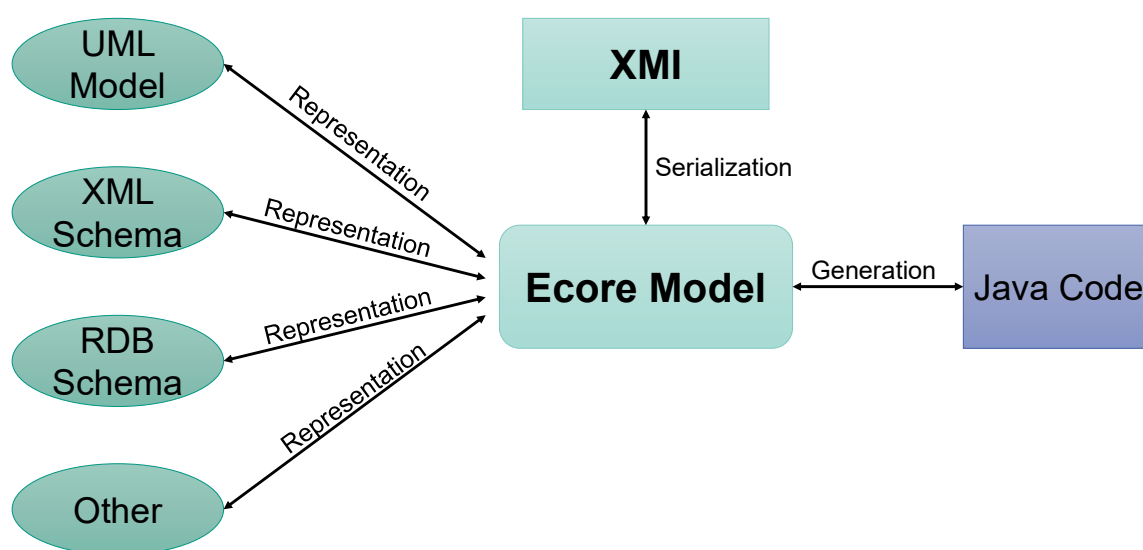 UML
Model
XML
Schema
RDB
Schema
Other
Representation
Representation
Representation
Representation
XMI
Serialization
Ecore Model
Generation
Java Code